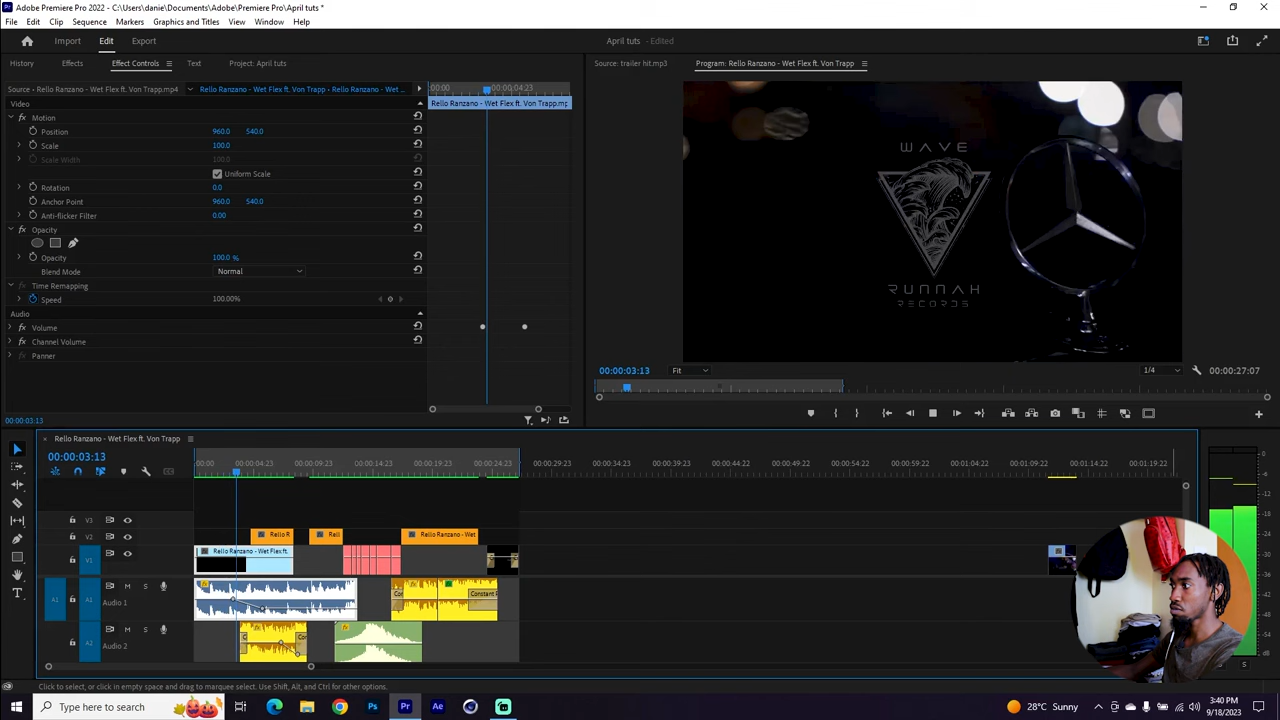 Adobe Premiere Pro 2022 - C:\Users\danie\Documents\Adobe\Premiere Pro\April tuts *
File Edit Clip Sequence Markers Graphics and Titles View Window Help
Import Edit Export
April tuts - Edited
History Effects Effect Controls Text Project: April tuts
Source: trailer hit.mp3 Program: Rello Ranzano - Wet Flex ft. Von Trapp
Source - Rello Ranzano - Wet Flex ft. Von Trapp.mp4
Rello Ranzano - Wet Flex ft. Von Trapp - Rello Ranzano - Wet ...
:00:00 00:00:04:23
Rello Ranzano - Wet Flex ft. Von Trapp.mp
Video
fx Motion
Position 960.0 540.0
Scale 100.0
Scale Width 100.0
Uniform Scale
Rotation 0.0
Anchor Point 960.0 540.0
Anti-flicker Filter 0.00
fx Opacity
Opacity 100.0 %
Blend Mode Normal
fx Time Remapping
Speed 100.00%
Audio
fx Volume
fx Channel Volume
fx Panner
00:00:03:13
WAVE
RUNNAH
RECORDS
00:00:03:13 Fit 1/4 00:00:27:07
Rello Ranzano - Wet Flex ft. Von Trapp
00:00:03:13
:00:00 00:00:04:23 00:00:09:23 00:00:14:23 00:00:19:23 00:00:24:23 00:00:29:23 00:00:34:23 00:00:39:23 00:00:44:22 00:00:49:22 00:00:54:22 00:00:59:22 00:01:04:22 00:01:09:22 00:01:14:22 00:01:19:22
V3
V2 Rello R Rell Rello Ranzano - Wet
V1 V1 Rello Ranzano - Wet Flex ft.
A1 A1 M S Audio 1 Constant P
A2 M S Audio 2
Click to select, or click in empty space and drag to marquee select. Use Shift, Alt, and Ctrl for other options.
S
Type here to search
28°C Sunny
3:40 PM
9/18/2023